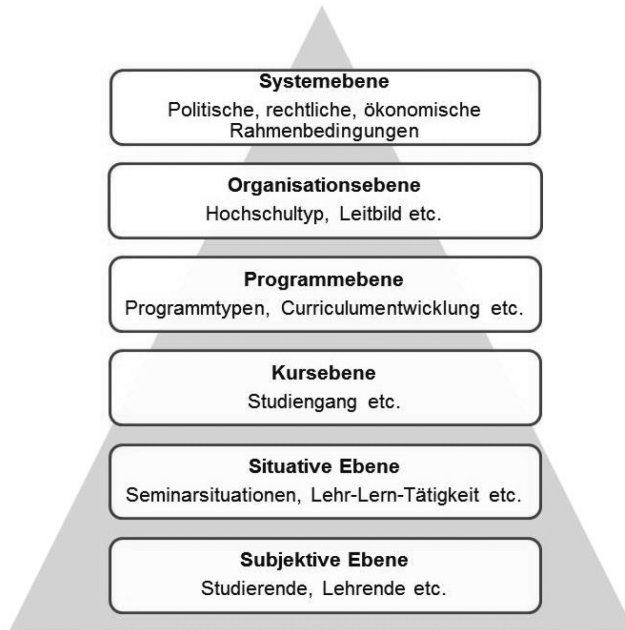 Systemebene
Politische, rechtliche, ökonomische
Rahmenbedingungen
Organisationsebene
Hochschultyp, Leitbild etc.
Programmebene
Programmtypen, Curriculumentwicklung etc.
Kursebene
Studiengang etc.
Situative Ebene
Seminarsituationen, Lehr-Lern-Tätigkeit etc.
Subjektive Ebene
Studierende, Lehrende etc.